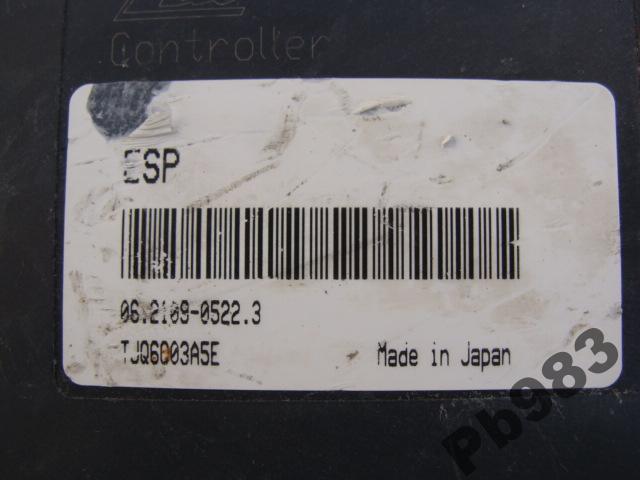 Controller
ESP
06.2109-0522.3
TJQ6003A5E
Made in Japan
Pb983